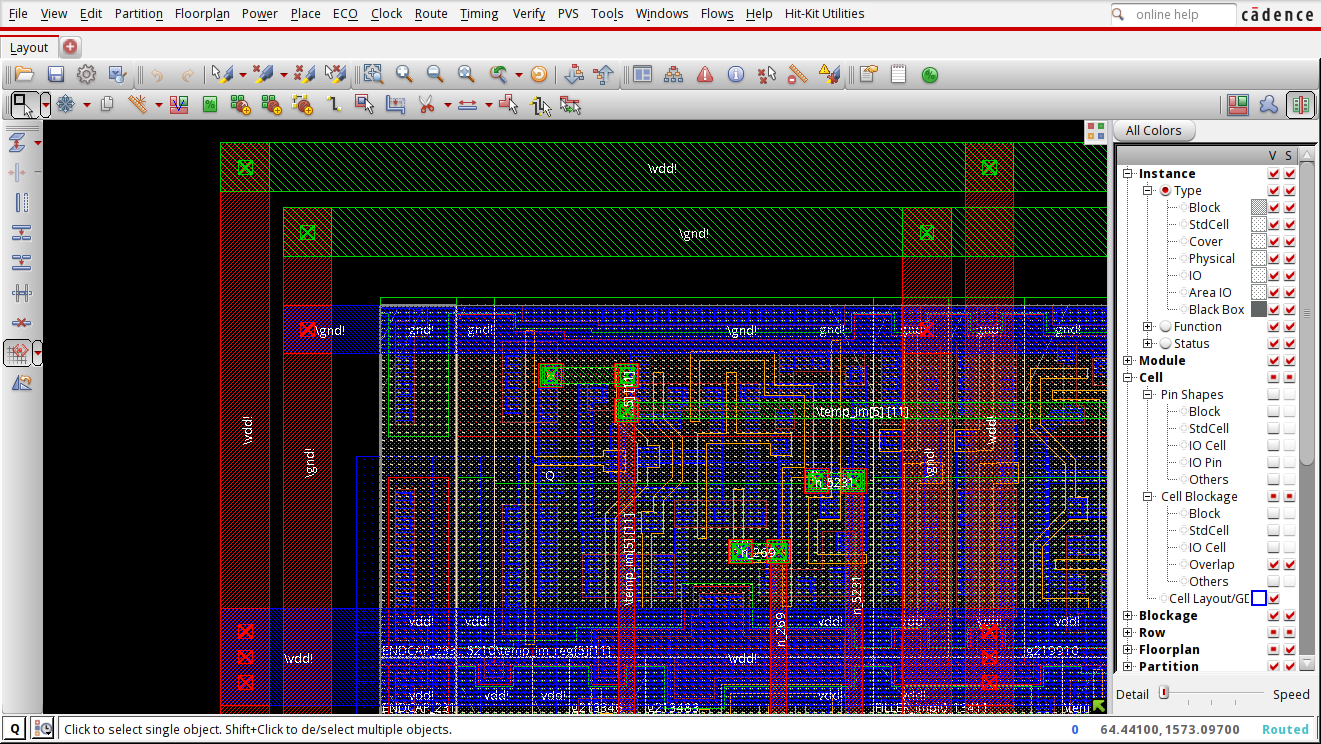 File View Edit Partition Floorplan Power Place ECO Clock Route Timing Verify PVS Tools Windows Flows Help Hit-Kit Utilities
online help
cādence
Layout
All Colors
V S
Instance
Type
Block
StdCell
Cover
Physical
IO
Area IO
Black Box
Function
Status
Module
Cell
Pin Shapes
Block
StdCell
IO Cell
IO Pin
Others
Cell Blockage
Block
StdCell
IO Cell
Overlap
Others
Cell Layout/GD
Blockage
Row
Floorplan
Partition
Detail Speed
\vdd!
\gnd!
\gnd! gnd! gnd! \gnd! gnd! gnd!
\vdd!
\gnd!
[5][11]
\temp_im[5][11]
\gnd!
\vdd!
Q
n_5231
n_269
\temp_im[5][11]
n_5231
n_269
vdd! vdd! vdd! vdd!
\vdd! \vdd!
\temp_im_reg[5][11]
g219910
vdd! vdd! vdd! vdd! vdd!
Q
Click to select single object. Shift+Click to de/select multiple objects.
0 64.44100,1573.09700 Routed